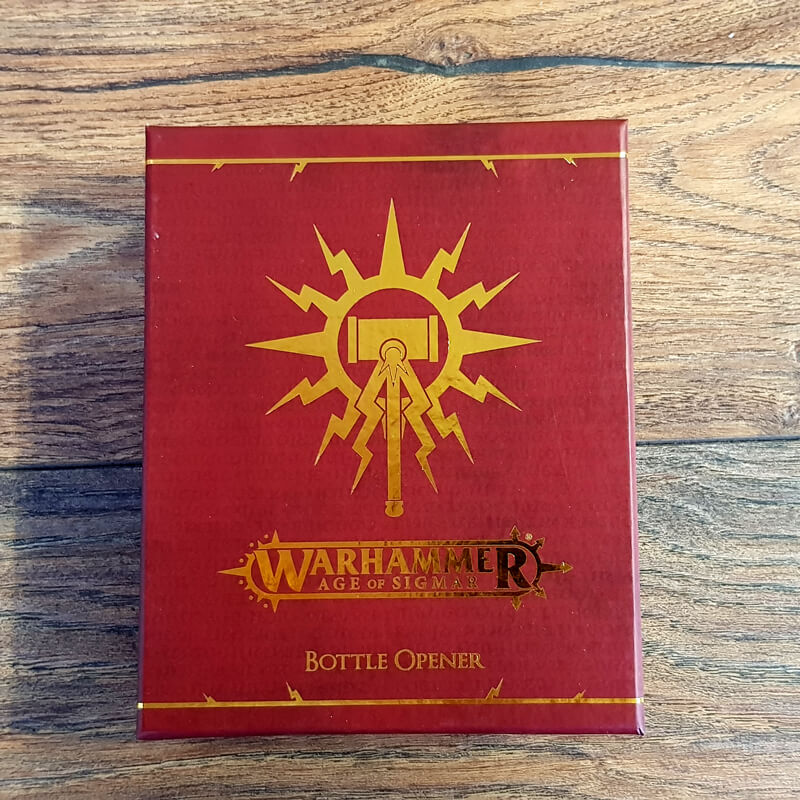 WARHAMMER®
AGE OF SIGMAR
BOTTLE OPENER